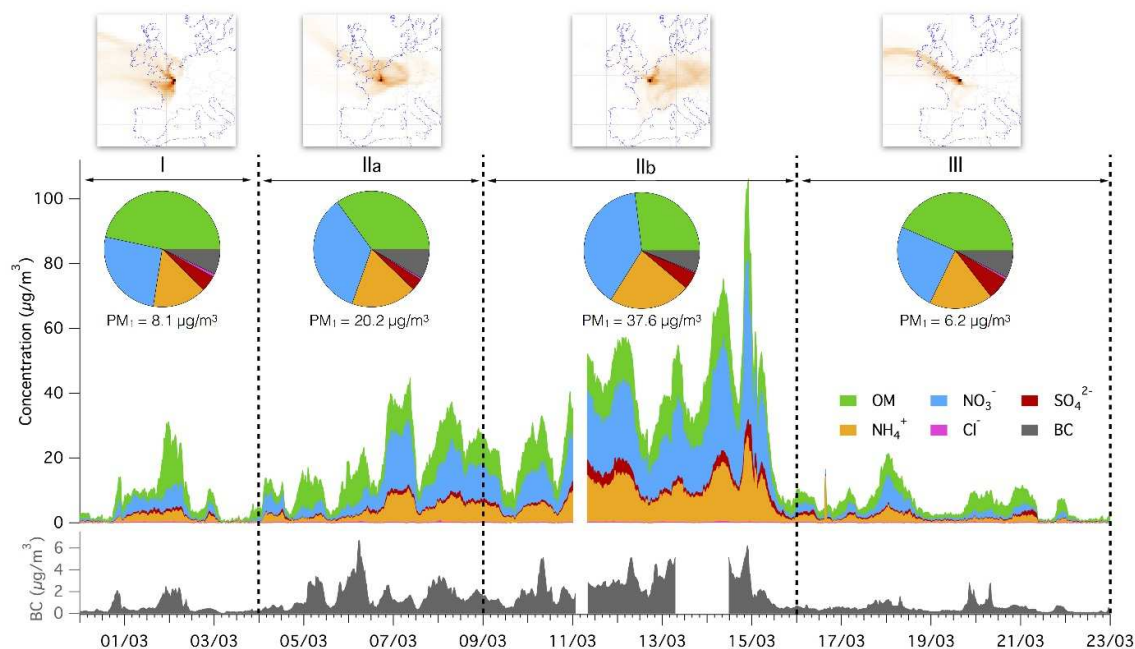 I IIa IIb III
100
80
60
40
20
0
Concentration (µg/m³)
PM₁ = 8.1 µg/m³ PM₁ = 20.2 µg/m³ PM₁ = 37.6 µg/m³ PM₁ = 6.2 µg/m³
OM NO₃⁻ SO₄²⁻
NH₄⁺ Cl⁻ BC
6
4
2
0
BC (µg/m³)
01/03 03/03 05/03 07/03 09/03 11/03 13/03 15/03 17/03 19/03 21/03 23/03